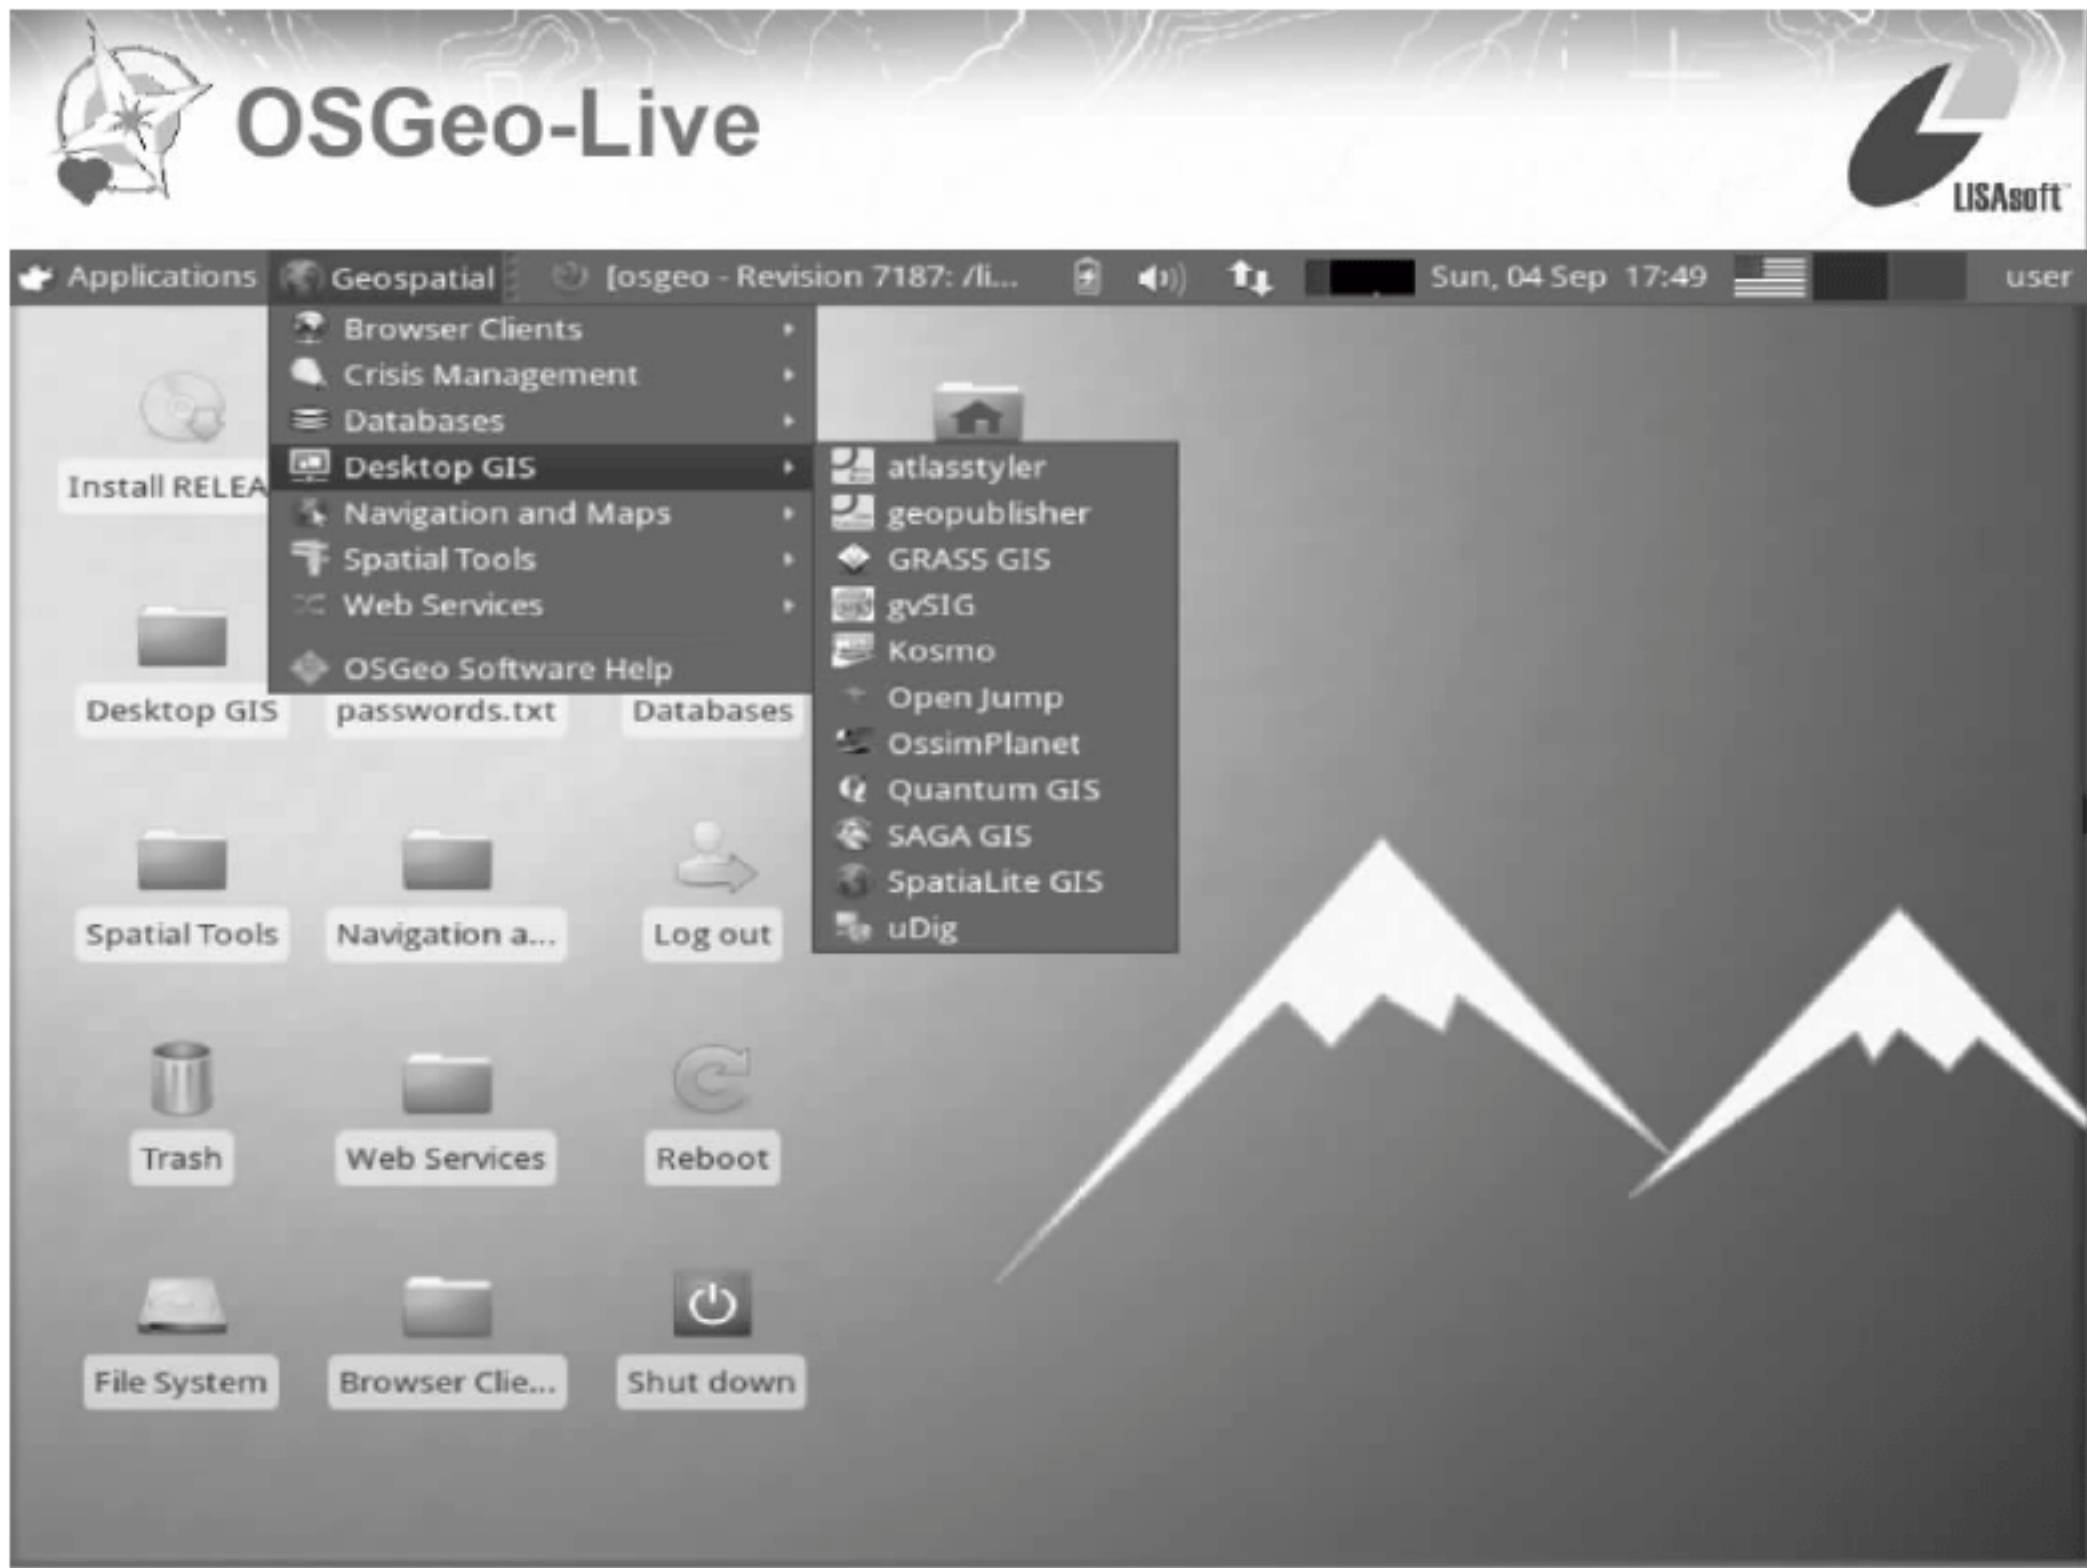 OSGeo-Live
LISAsoft™
Applications Geospatial [osgeo - Revision 7187: /li... Sun, 04 Sep 17:49 user
Browser Clients
Crisis Management
Databases
Desktop GIS
Navigation and Maps
Spatial Tools
Web Services
OSGeo Software Help
atlasstyler
geopublisher
GRASS GIS
gvSIG
Kosmo
Open Jump
OssimPlanet
Quantum GIS
SAGA GIS
SpatiaLite GIS
uDig
Install RELEA
Desktop GIS passwords.txt Databases
Spatial Tools Navigation a... Log out
Trash Web Services Reboot
File System Browser Clie... Shut down